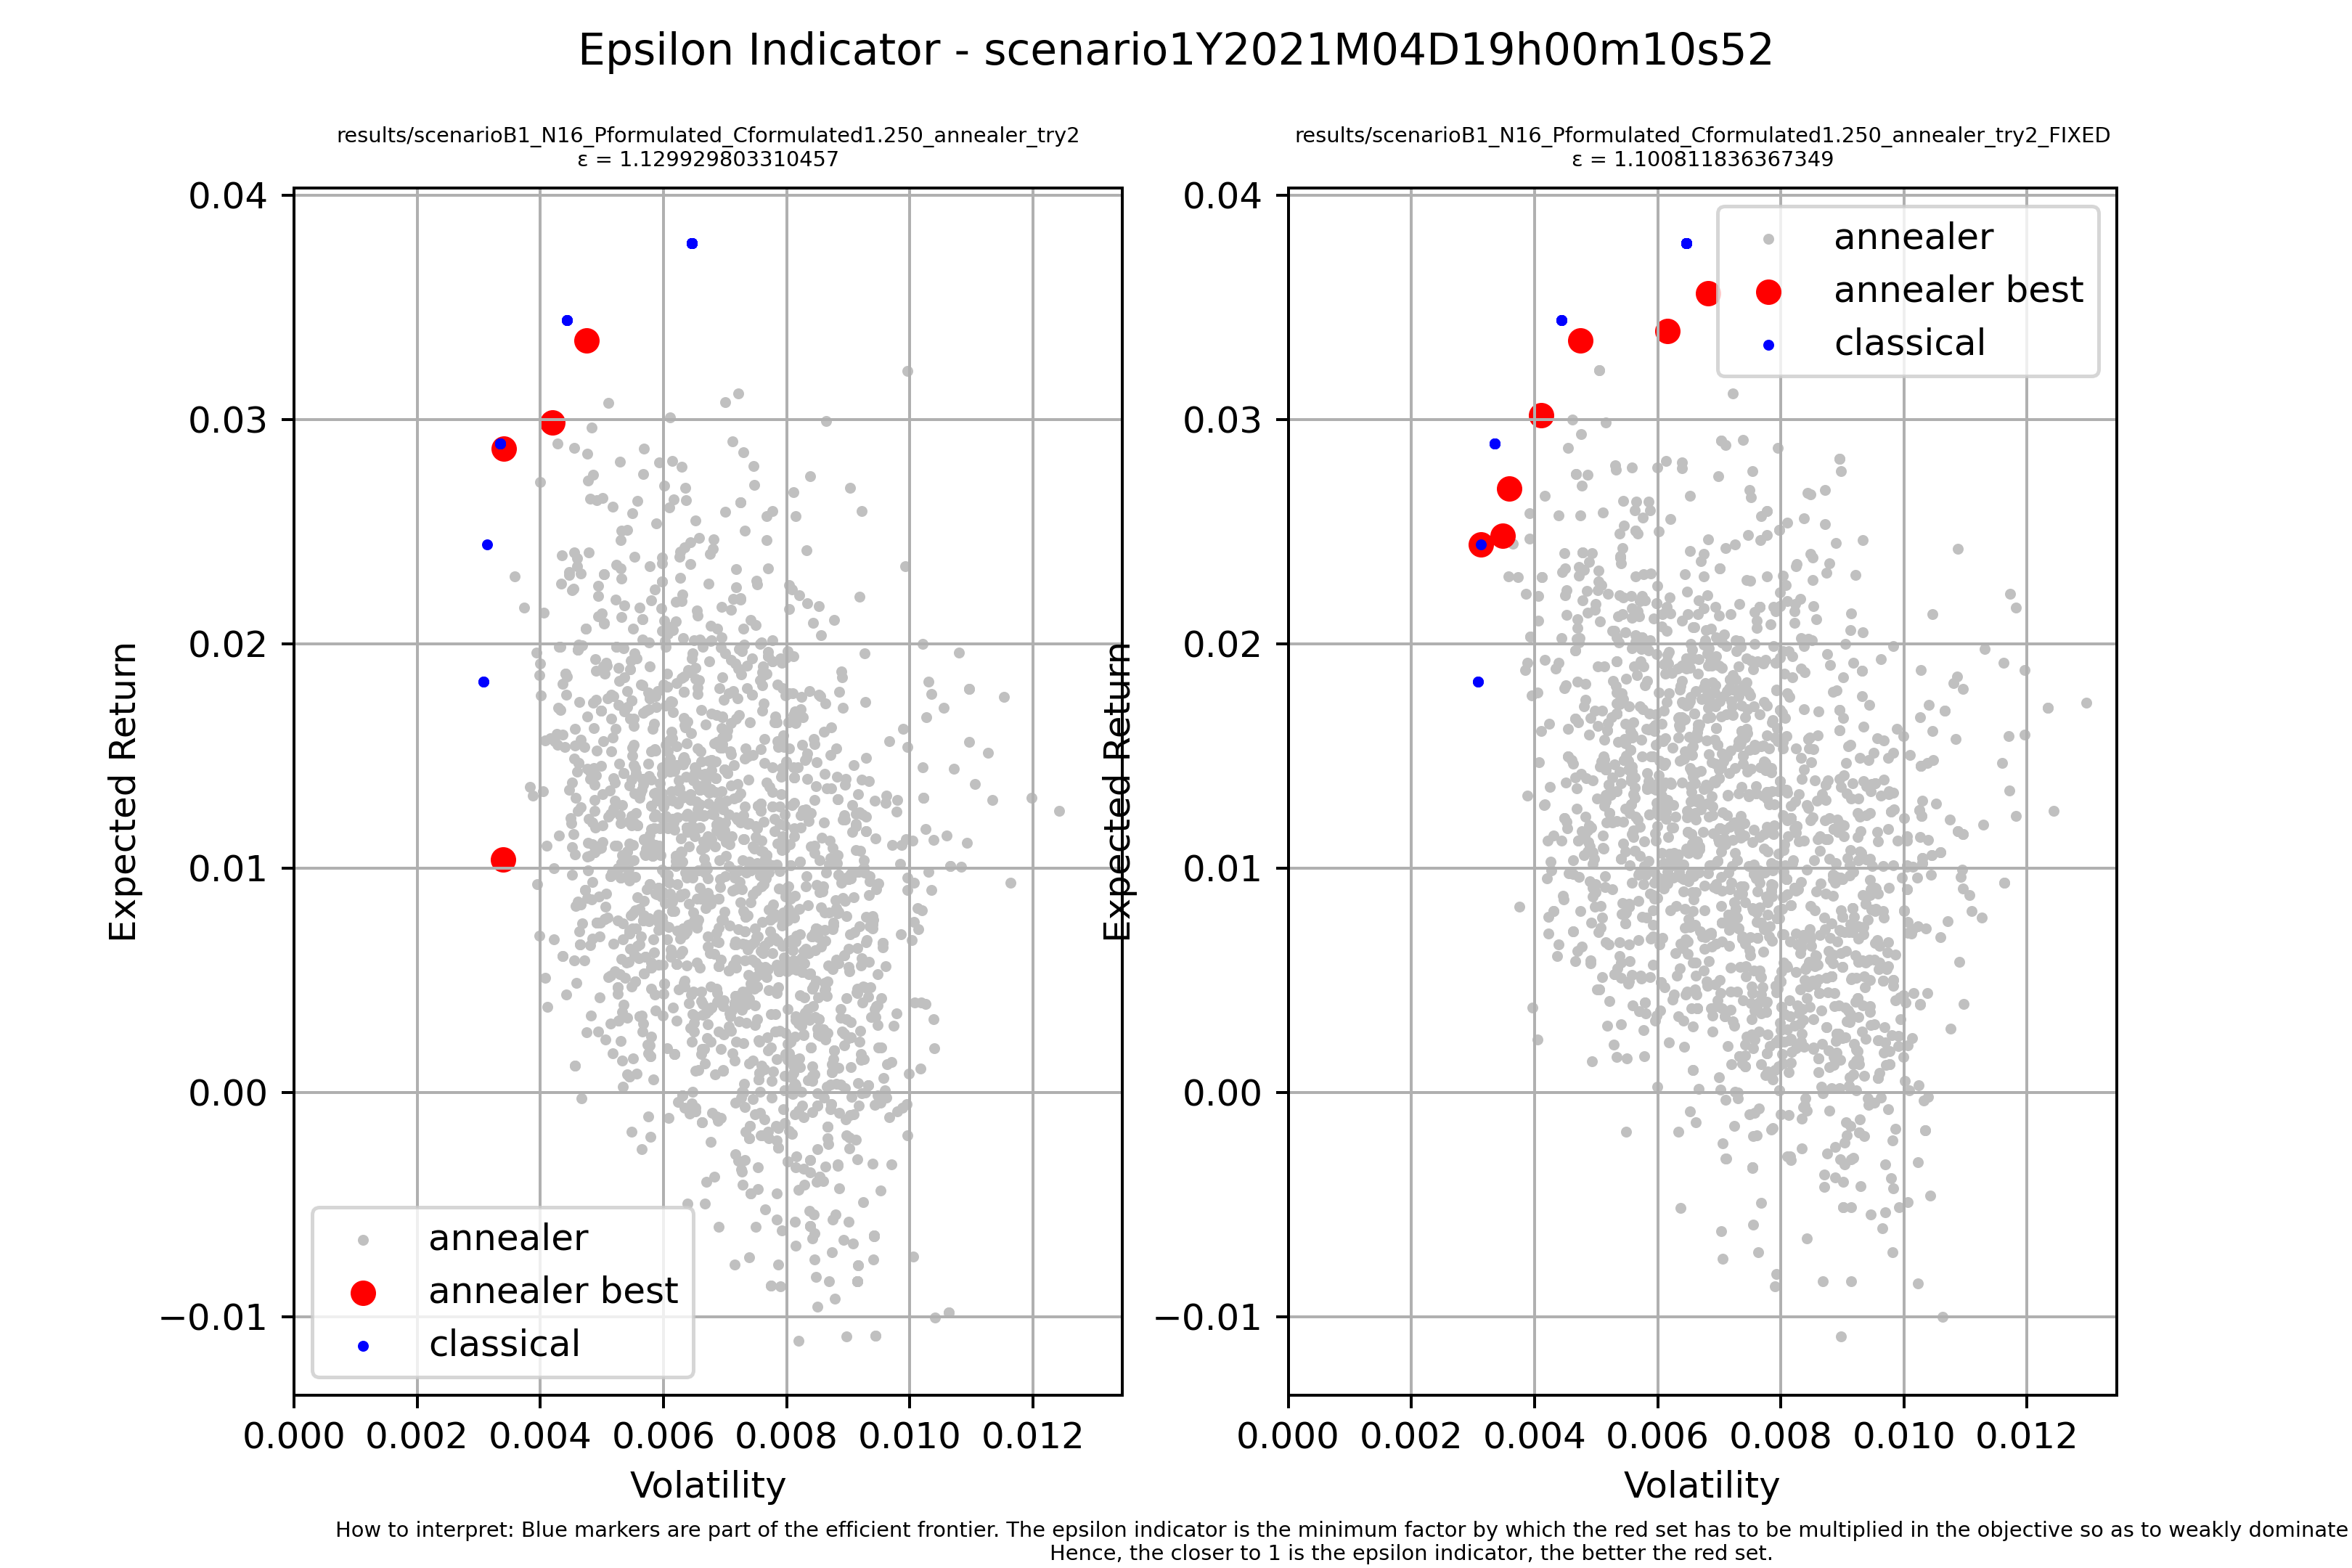 Epsilon Indicator - scenario1Y2021M04D19h00m10s52
results/scenarioB1_N16_Pformulated_Cformulated1.250_annealer_try2
ε = 1.129929803310457
0.04
0.03
0.02
0.01
0.00
−0.01
Expected Return
annealer
annealer best
classical
0.000 0.002 0.004 0.006 0.008 0.010 0.012
Volatility
results/scenarioB1_N16_Pformulated_Cformulated1.250_annealer_try2_FIXED
ε = 1.100811836367349
0.04
0.03
0.02
0.01
0.00
−0.01
Expected Return
annealer
annealer best
classical
0.000 0.002 0.004 0.006 0.008 0.010 0.012
Volatility
How to interpret: Blue markers are part of the efficient frontier. The epsilon indicator is the minimum factor by which the red set has to be multiplied in the objective so as to weakly dominate
Hence, the closer to 1 is the epsilon indicator, the better the red set.